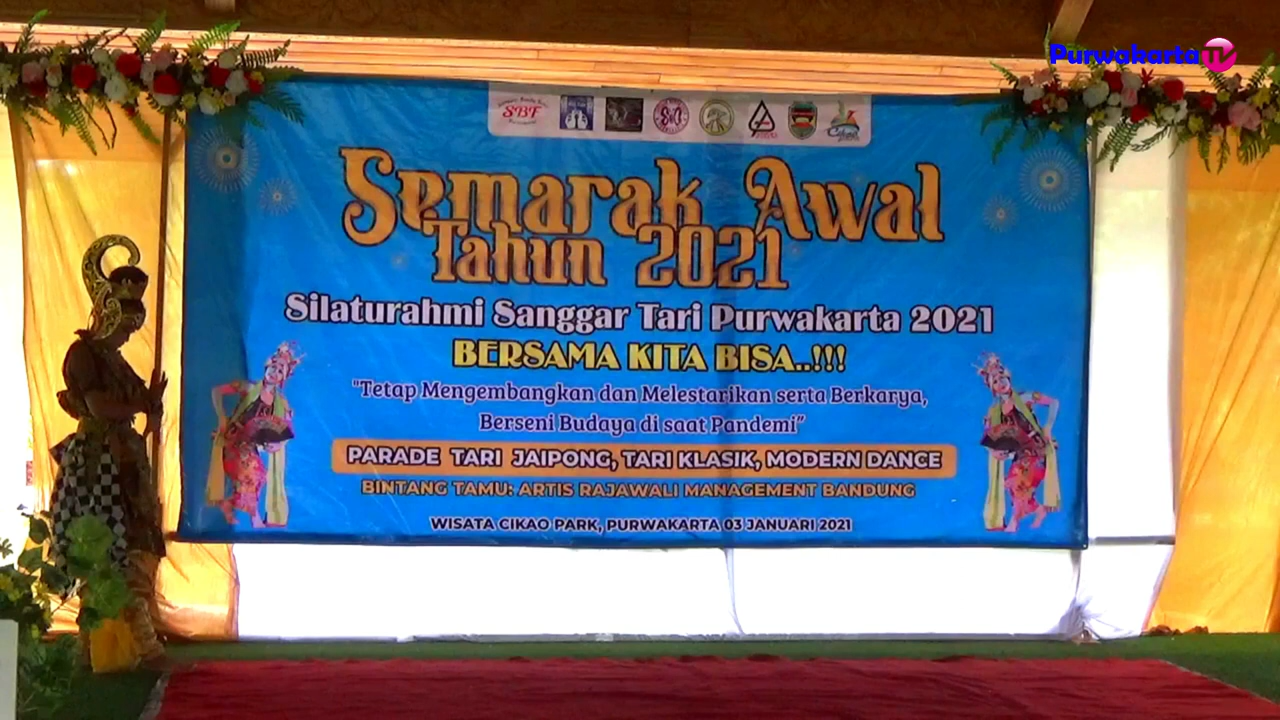 Purwakarta TV
SBF
Semarak Awal
Tahun 2021
Silaturahmi Sanggar Tari Purwakarta 2021
BERSAMA KITA BISA..!!!
"Tetap Mengembangkan dan Melestarikan serta Berkarya,
Berseni Budaya di saat Pandemi"
PARADE TARI JAIPONG, TARI KLASIK, MODERN DANCE
BINTANG TAMU: ARTIS RAJAWALI MANAGEMENT BANDUNG
WISATA CIKAO PARK, PURWAKARTA 03 JANUARI 2021